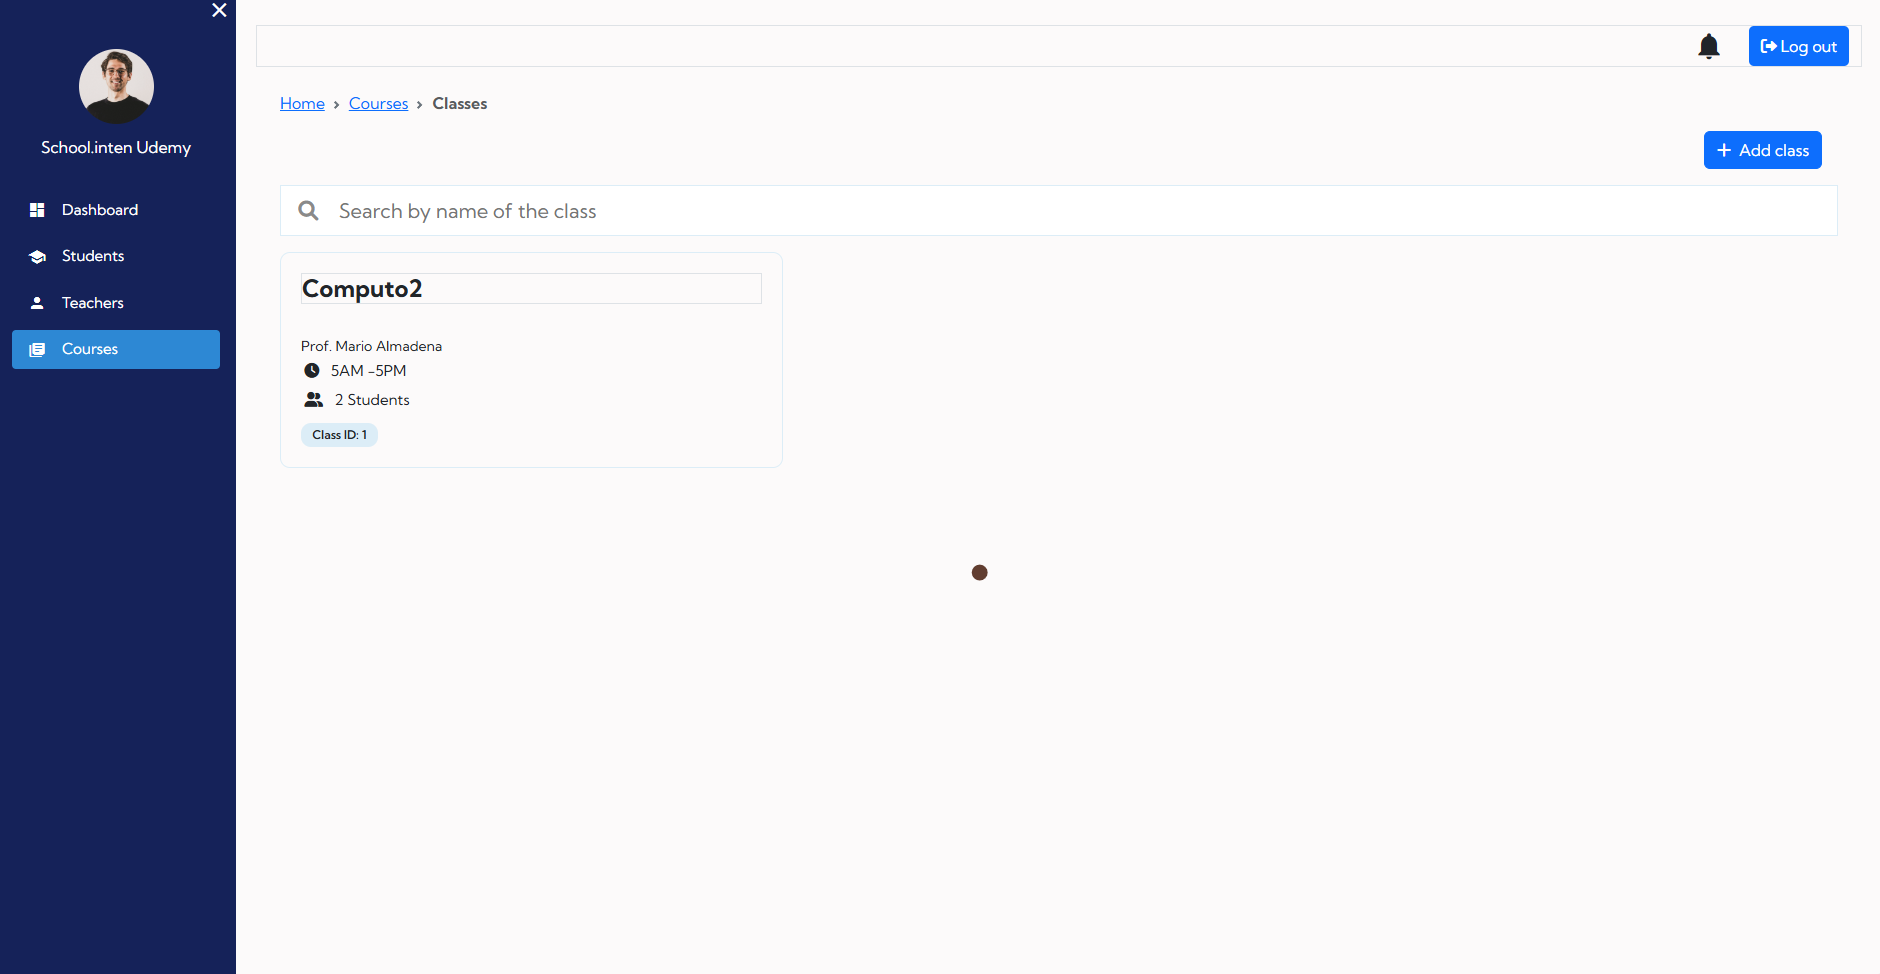 School.inten Udemy
Dashboard
Students
Teachers
Courses
Log out
Home › Courses › Classes
Add class
Search by name of the class
Computo2
Prof. Mario Almadena
5AM -5PM
2 Students
Class ID: 1